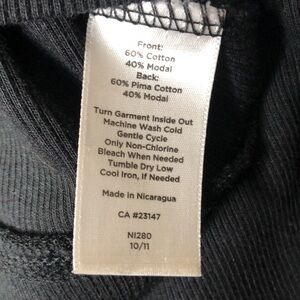 Front:
60% Cotton
40% Modal
Back:
60% Pima Cotton
40% Modal
Turn Garment Inside Out
Machine Wash Cold
Gentle Cycle
Only Non-Chlorine
Bleach When Needed
Tumble Dry Low
Cool Iron, If Needed
Made in Nicaragua
CA #23147
NI280
10/11